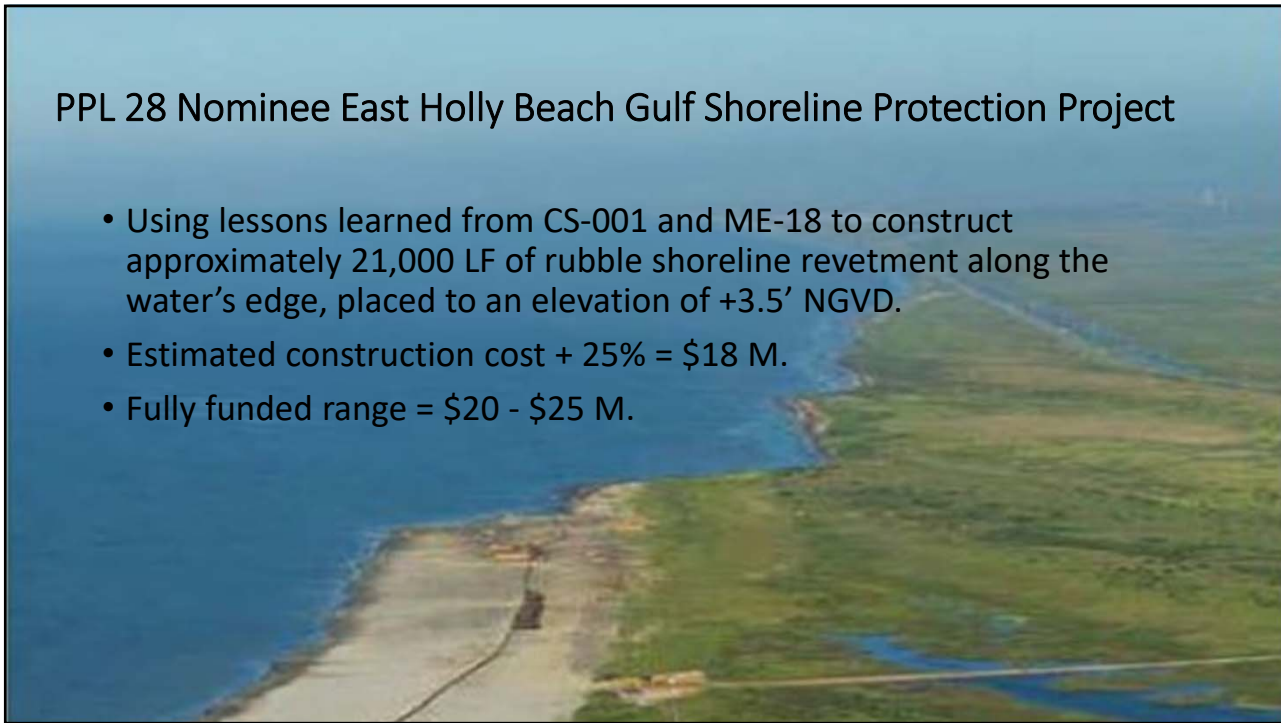 PPL 28 Nominee East Holly Beach Gulf Shoreline Protection Project
• Using lessons learned from CS-001 and ME-18 to construct
approximately 21,000 LF of rubble shoreline revetment along the
water’s edge, placed to an elevation of +3.5’ NGVD.
• Estimated construction cost + 25% = $18 M.
• Fully funded range = $20 - $25 M.